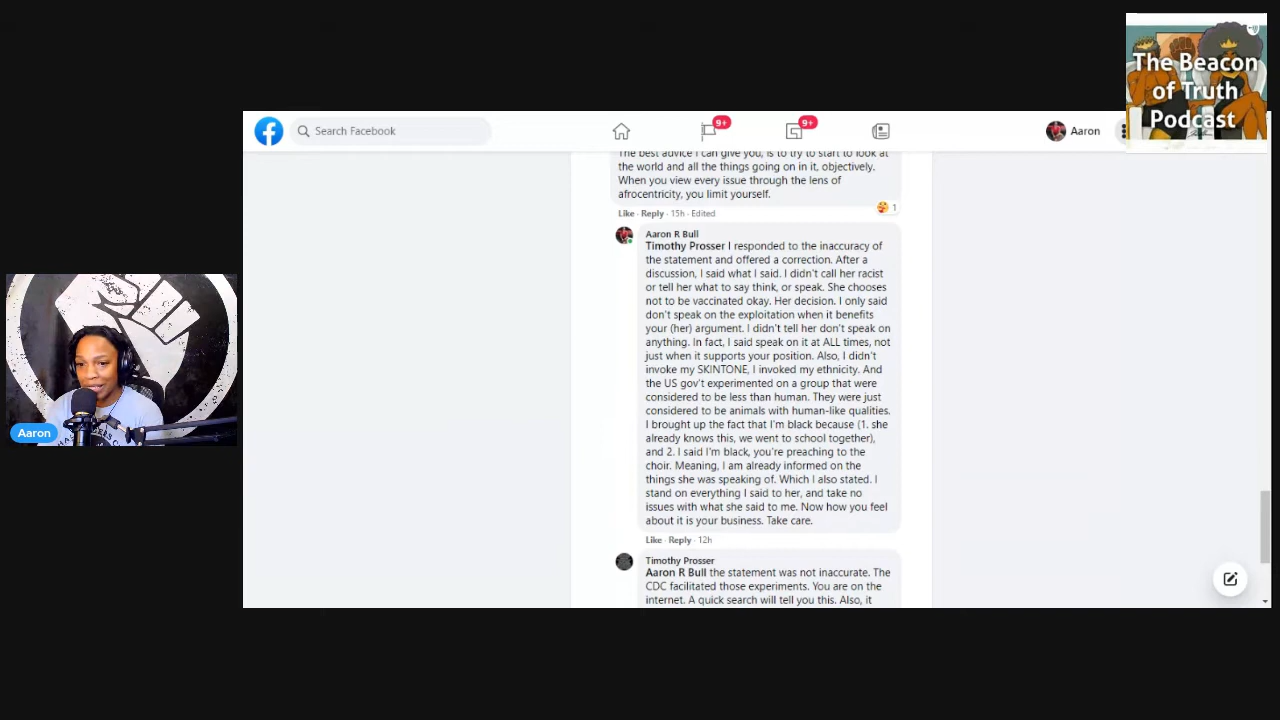 The Beacon
of Truth
Podcast
Search Facebook
9+
9+
Aaron
The best advice I can give you, is to try to start to look at
the world and all the things going on in it, objectively.
When you view every issue through the lens of
afrocentricity, you limit yourself.
1
Like · Reply · 15h · Edited
Aaron R Bull
Timothy Prosser I responded to the inaccuracy of
the statement and offered a correction. After a
discussion, I said what I said. I didn't call her racist
or tell her what to say think, or speak. She chooses
not to be vaccinated okay. Her decision. I only said
don't speak on the exploitation when it benefits
your (her) argument. I didn't tell her don't speak on
anything. In fact, I said speak on it at ALL times, not
just when it supports your position. Also, I didn't
invoke my SKINTONE, I invoked my ethnicity. And
the US gov't experimented on a group that were
considered to be less than human. They were just
considered to be animals with human-like qualities.
I brought up the fact that I'm black because (1. she
already knows this, we went to school together),
and 2. I said I'm black, you're preaching to the
choir. Meaning, I am already informed on the
things she was speaking of. Which I also stated. I
stand on everything I said to her, and take no
issues with what she said to me. Now how you feel
about it is your business. Take care.
Like · Reply · 12h
Timothy Prosser
Aaron R Bull the statement was not inaccurate. The
CDC facilitated those experiments. You are on the
internet. A quick search will tell you this. Also, it
Aaron